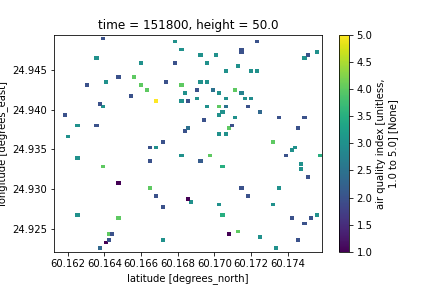 time = 151800, height = 50.0
24.945
24.940
24.935
24.930
24.925
longitude [degrees_east]
60.162 60.164 60.166 60.168 60.170 60.172 60.174
latitude [degrees_north]
5.0
4.5
4.0
3.5
3.0
2.5
2.0
1.5
1.0
air quality index [unitless,
1.0 to 5.0] [None]